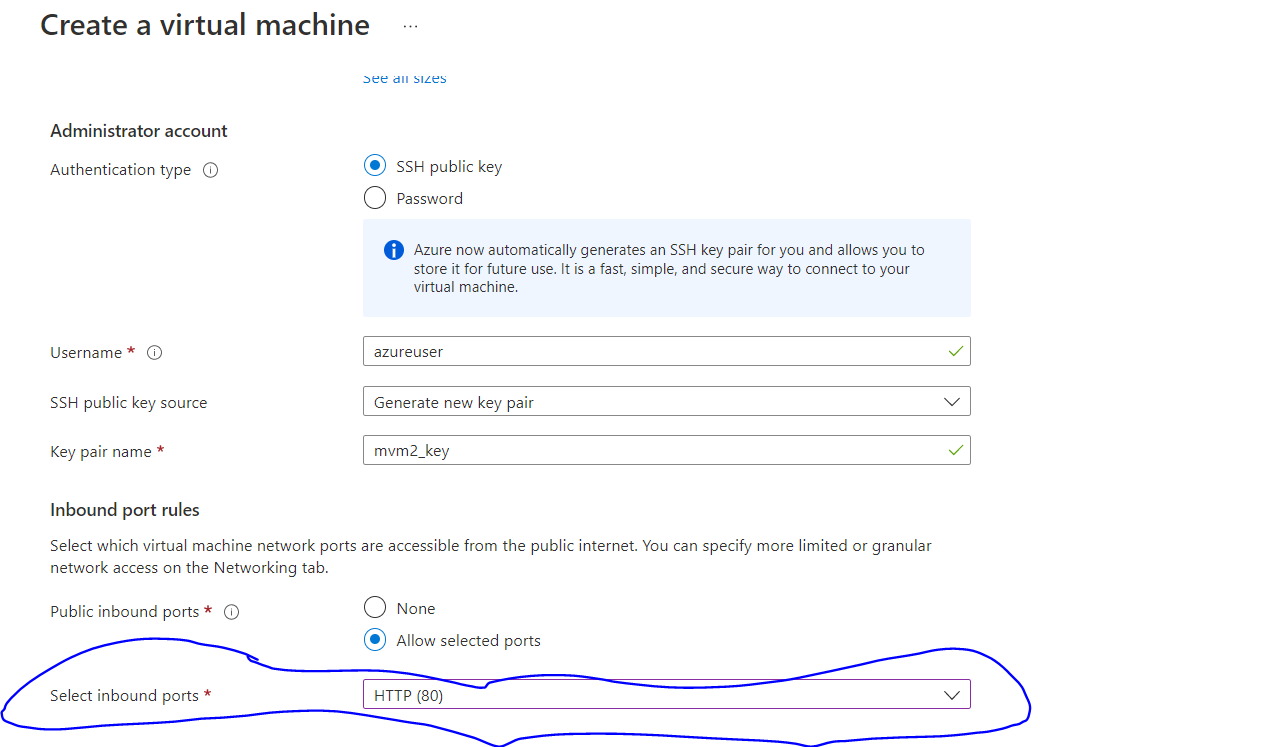 Create a virtual machine ...
See all sizes
Administrator account
Authentication type
SSH public key
Password
Azure now automatically generates an SSH key pair for you and allows you to
store it for future use. It is a fast, simple, and secure way to connect to your
virtual machine.
Username *
azureuser
SSH public key source
Generate new key pair
Key pair name *
mvm2_key
Inbound port rules
Select which virtual machine network ports are accessible from the public internet. You can specify more limited or granular
network access on the Networking tab.
Public inbound ports *
None
Allow selected ports
Select inbound ports *
HTTP (80)